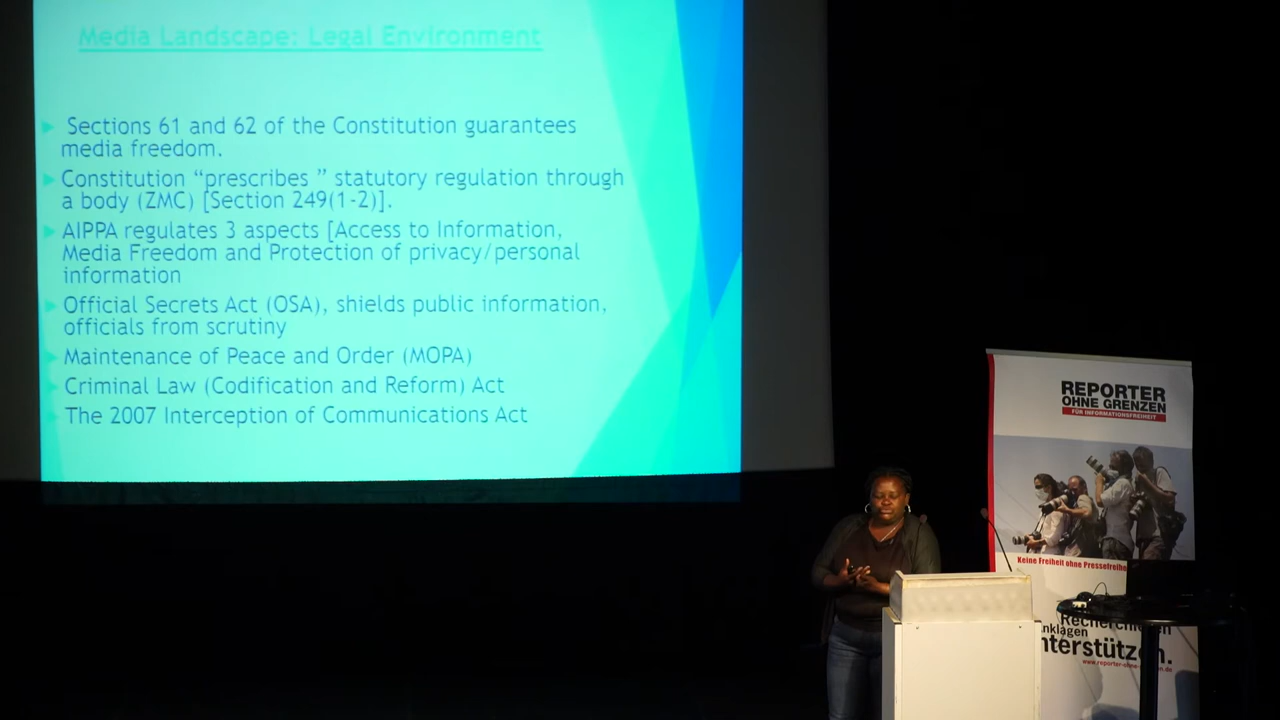 Media Landscape: Legal Environment
Sections 61 and 62 of the Constitution guarantees
media freedom.
Constitution “prescribes ” statutory regulation through
a body (ZMC) [Section 249(1-2)].
AIPPA regulates 3 aspects [Access to Information,
Media Freedom and Protection of privacy/personal
information
Official Secrets Act (OSA), shields public information,
officials from scrutiny
Maintenance of Peace and Order (MOPA)
Criminal Law (Codification and Reform) Act
The 2007 Interception of Communications Act
REPORTER
OHNE GRENZEN
FÜR INFORMATIONSFREIHEIT
Keine Freiheit ohne Pressefreihe